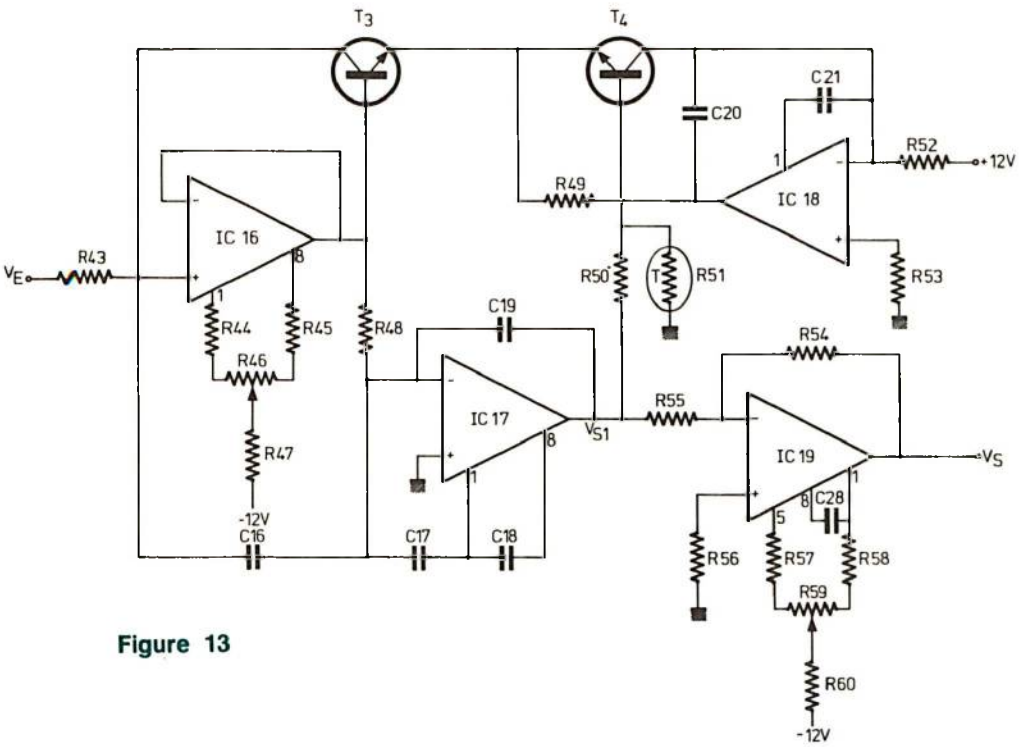 T3 T4
C21
C20
1
R52
- +12V
R49
IC 18
IC 16
8
+
VE R43
+
1
R50 T R51
R53
R44 R45 R48
C19
R54
R46
-
IC 17
R55
-
VS1
8
IC 19
VS
R47
+
1
-12V
+
8 C28 1
5
C16 C17 C18
R56 R57 R58
R59
Figure 13
R60
-12V